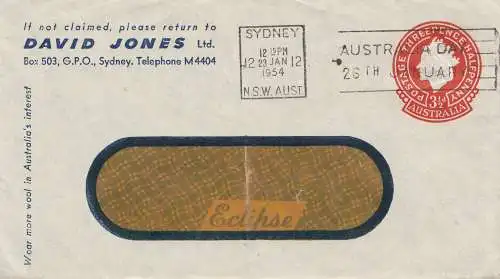 If not claimed, please return to
DAVID JONES Ltd.
Box 503, G.P.O., Sydney. Telephone M4404
Wear more wool in Australia's interest
SYDNEY
12 15PM
12 23 JAN 12
1954
N.S.W. AUST
AUSTRALIA DAY
26TH JANUARY
POSTAGE THREEPENCE HALFPENNY
3½d
AUSTRALIA
Eclipse